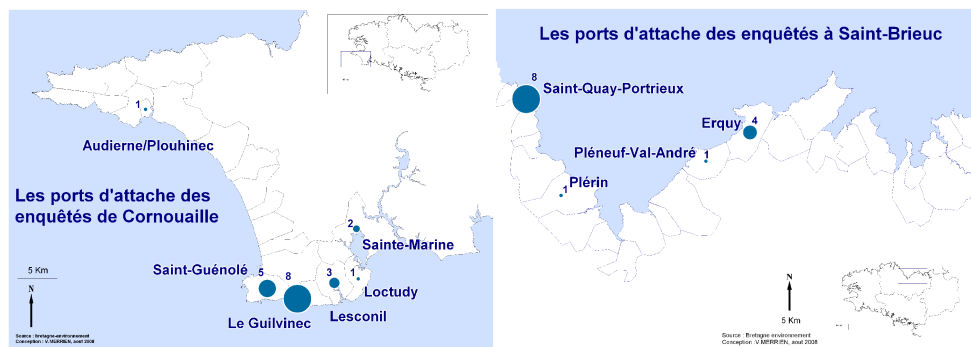 1
Audierne/Plouhinec
Les ports d'attache des
enquêtés de Cornouaille
2
Sainte-Marine
5 Km
N
Saint-Guénolé
5
8
3
1
Loctudy
Lesconil
Le Guilvinec
Source : Bretagne-environnement
Conception : V.MERRIEN, aout 2008
Les ports d'attache des enquêtés à Saint-Brieuc
8
Saint-Quay-Portrieux
Erquy
4
Pléneuf-Val-André
1
Plérin
1
N
5 Km
Source : Bretagne environnement
Conception :V.MERRIEN, aout 2008